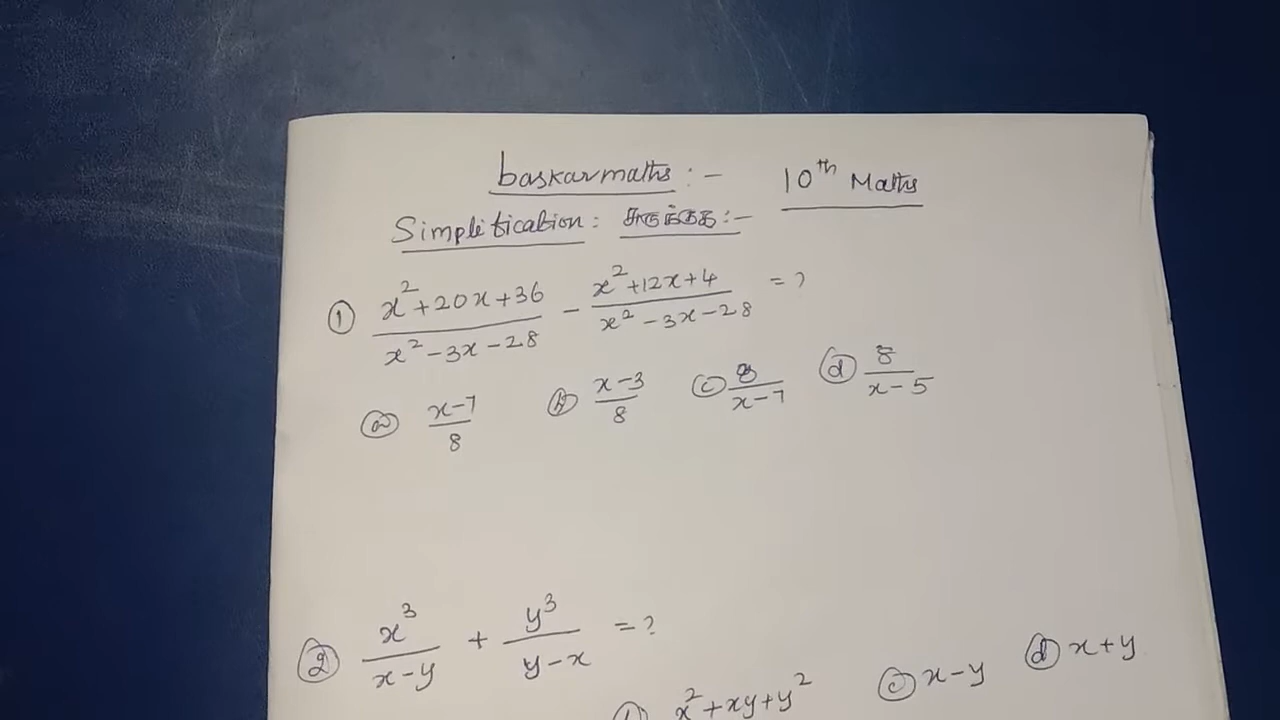 baskarmaths :- 10th Maths
Simplification : சுருக்குக :-
① (x²+20x+36)/(x²-3x-28) - (x²+12x+4)/(x²-3x-28) = ?
ⓐ (x-7)/8 ⓑ (x-3)/8 ⓒ 8/(x-7) ⓓ 8/(x-5)
② x³/(x-y) + y³/(y-x) = ?
x²+xy+y² ⓒ x-y ⓓ x+y